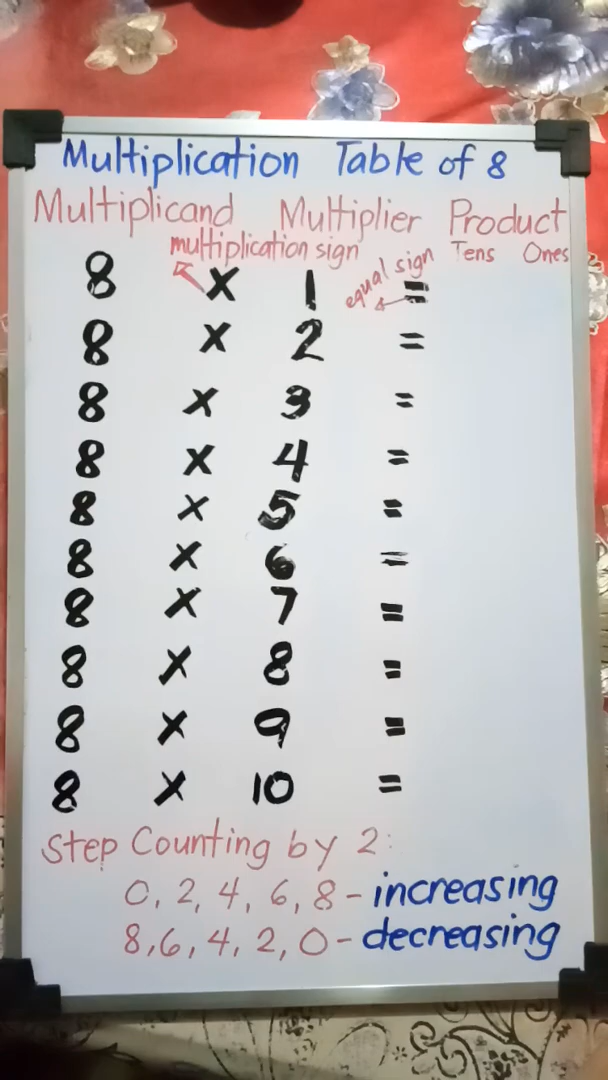 Multiplication Table of 8
Multiplicand Multiplier Product
multiplication sign equal sign Tens Ones
8 x 1 =
8 x 2 =
8 x 3 =
8 x 4 =
8 x 5 =
8 x 6 =
8 x 7 =
8 x 8 =
8 x 9 =
8 x 10 =
Step Counting by 2:
0, 2, 4, 6, 8 - increasing
8, 6, 4, 2, 0 - decreasing